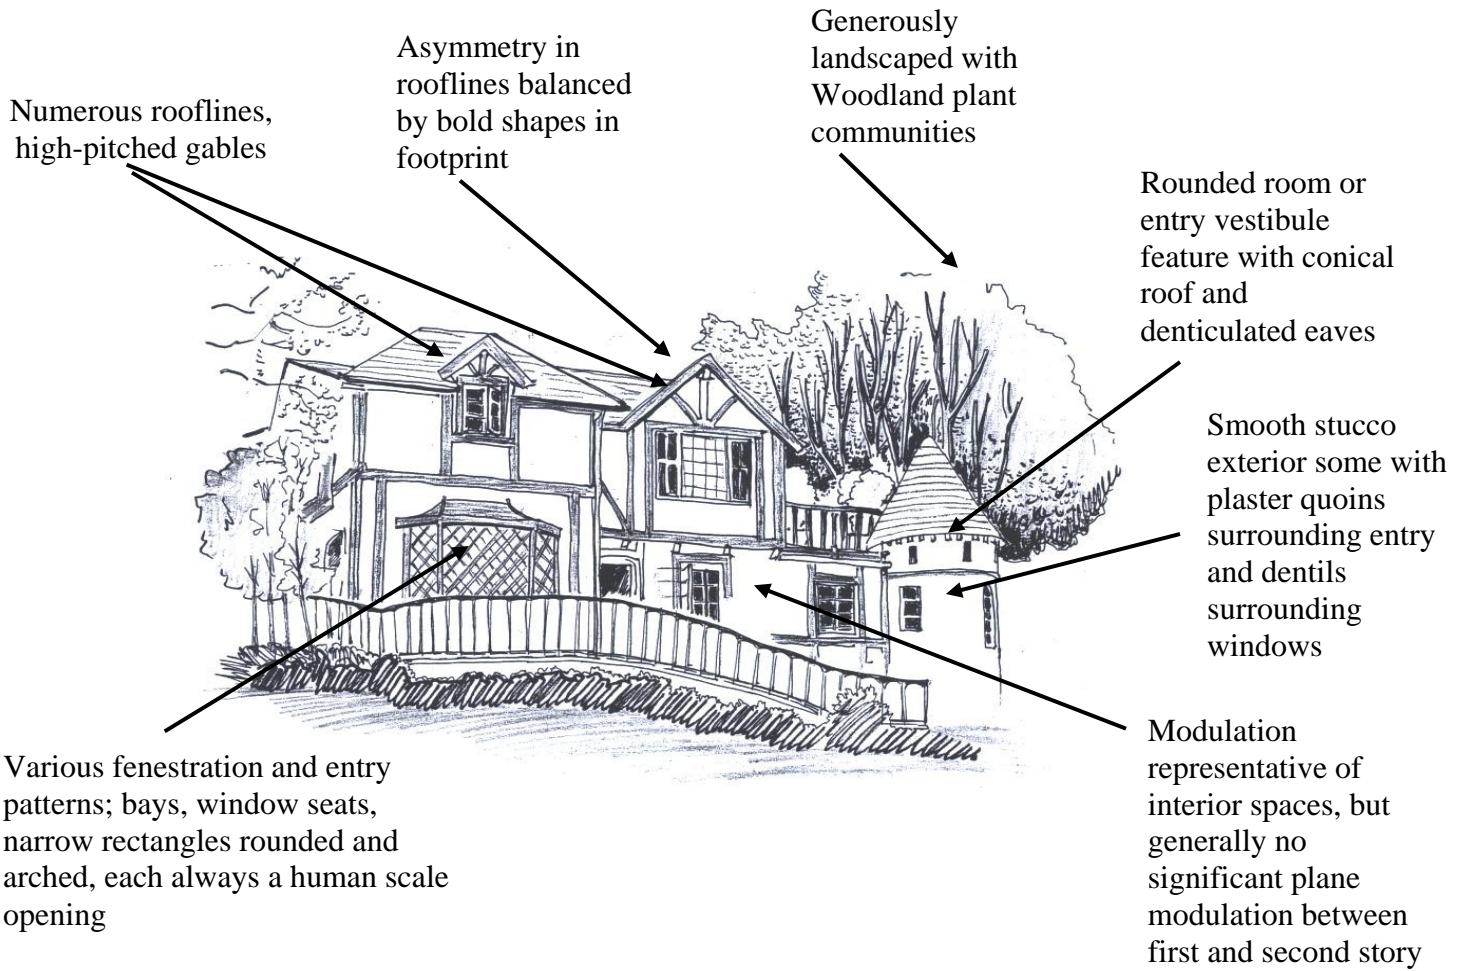 Numerous rooflines,
high-pitched gables
Asymmetry in
rooflines balanced
by bold shapes in
footprint
Generously
landscaped with
Woodland plant
communities
Rounded room or
entry vestibule
feature with conical
roof and
denticulated eaves
Smooth stucco
exterior some with
plaster quoins
surrounding entry
and dentils
surrounding
windows
Various fenestration and entry
patterns; bays, window seats,
narrow rectangles rounded and
arched, each always a human scale
opening
Modulation
representative of
interior spaces, but
generally no
significant plane
modulation between
first and second story